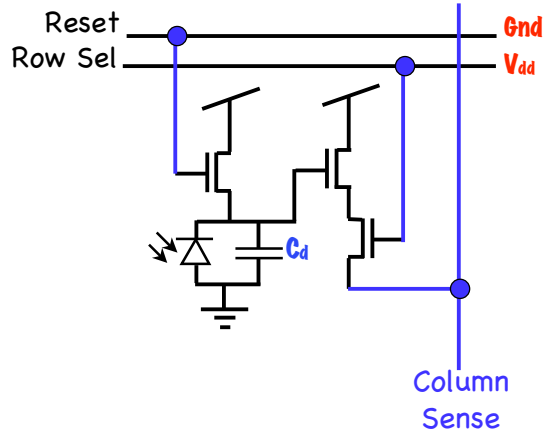 Reset Gnd
Row Sel Vdd
Cd
Column
Sense